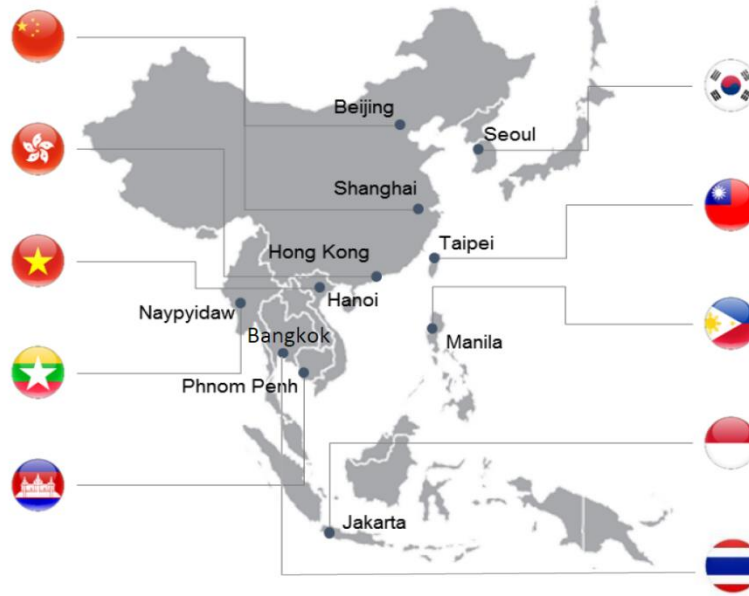 Beijing
Seoul
Shanghai
Taipei
Hong Kong
Hanoi
Naypyidaw
Bangkok
Manila
Phnom Penh
Jakarta